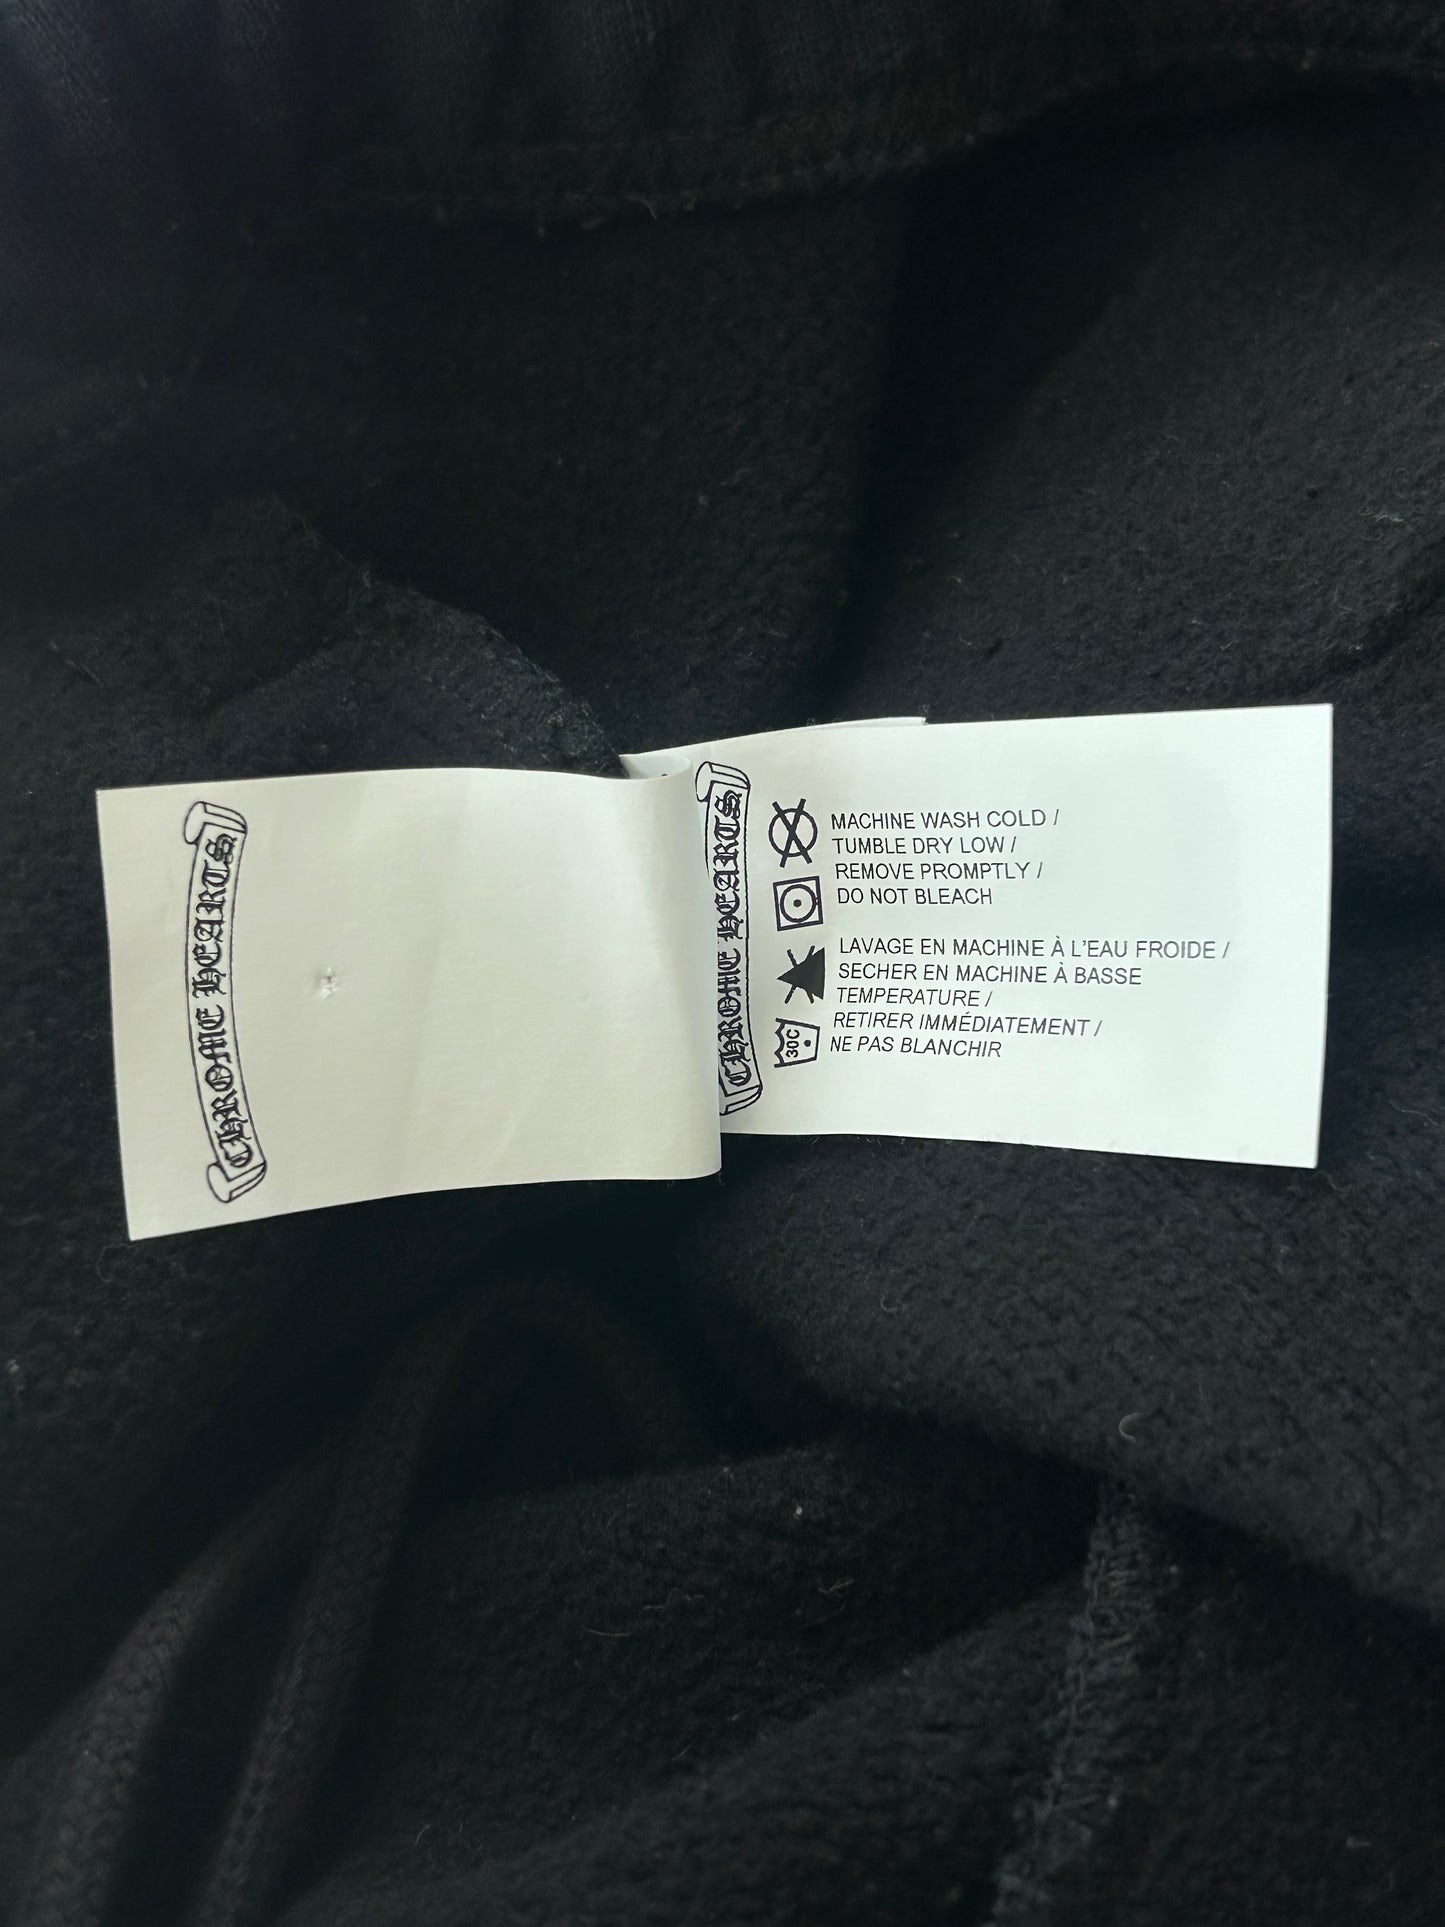 CHROME HEARTS
CHROME HEARTS
MACHINE WASH COLD /
TUMBLE DRY LOW /
REMOVE PROMPTLY /
DO NOT BLEACH
LAVAGE EN MACHINE À L'EAU FROIDE /
SECHER EN MACHINE À BASSE
TEMPERATURE /
RETIRER IMMÉDIATEMENT /
NE PAS BLANCHIR
30C